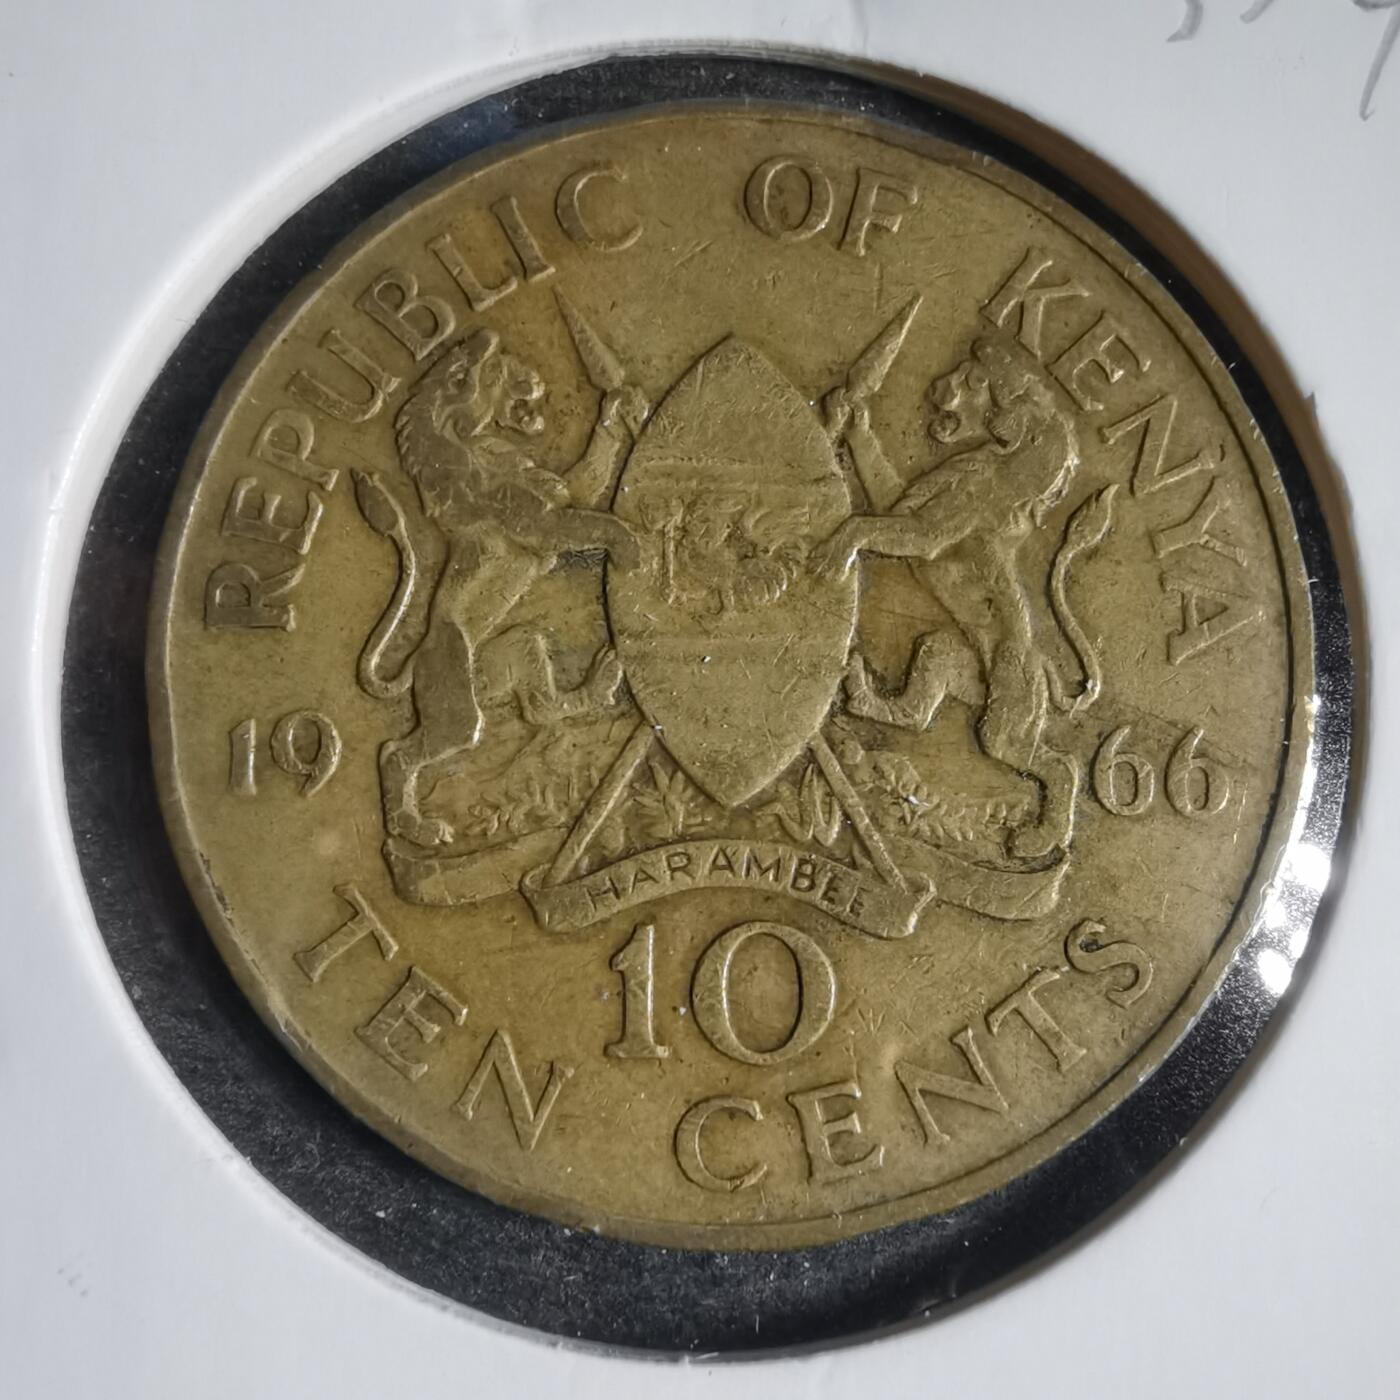 REPUBLIC OF KENYA
19 66
HARAMBEE
10
TEN CENTS